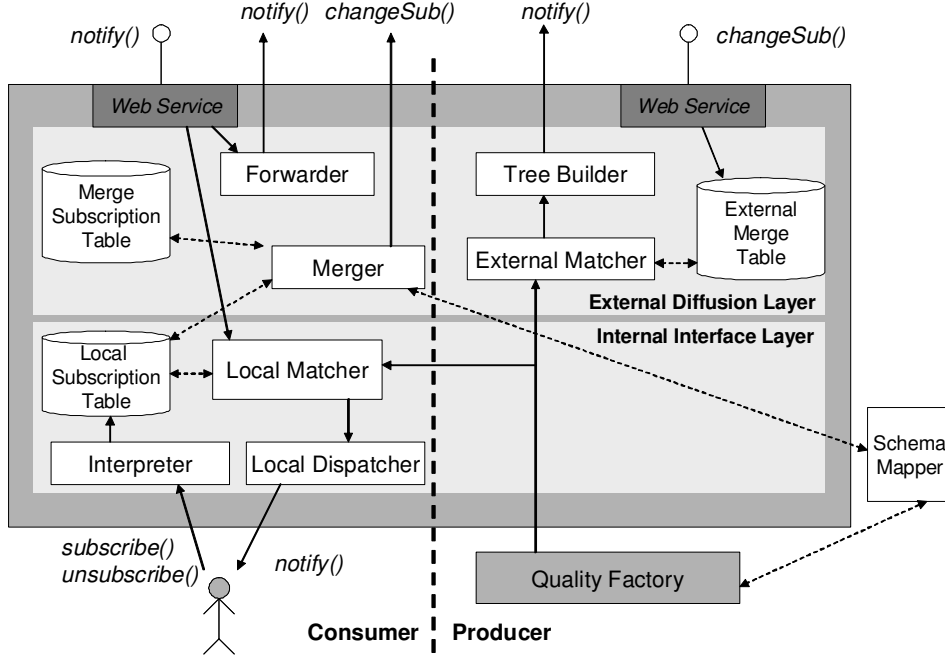 notify()
notify()
changeSub()
notify()
changeSub()
Web Service
Web Service
Forwarder
Tree Builder
Merge
Subscription
Table
External
Merge
Table
Merger
External Matcher
External Diffusion Layer
Internal Interface Layer
Local
Subscription
Table
Local Matcher
Interpreter
Local Dispatcher
Schema
Mapper
subscribe()
unsubscribe()
notify()
Quality Factory
Consumer
Producer